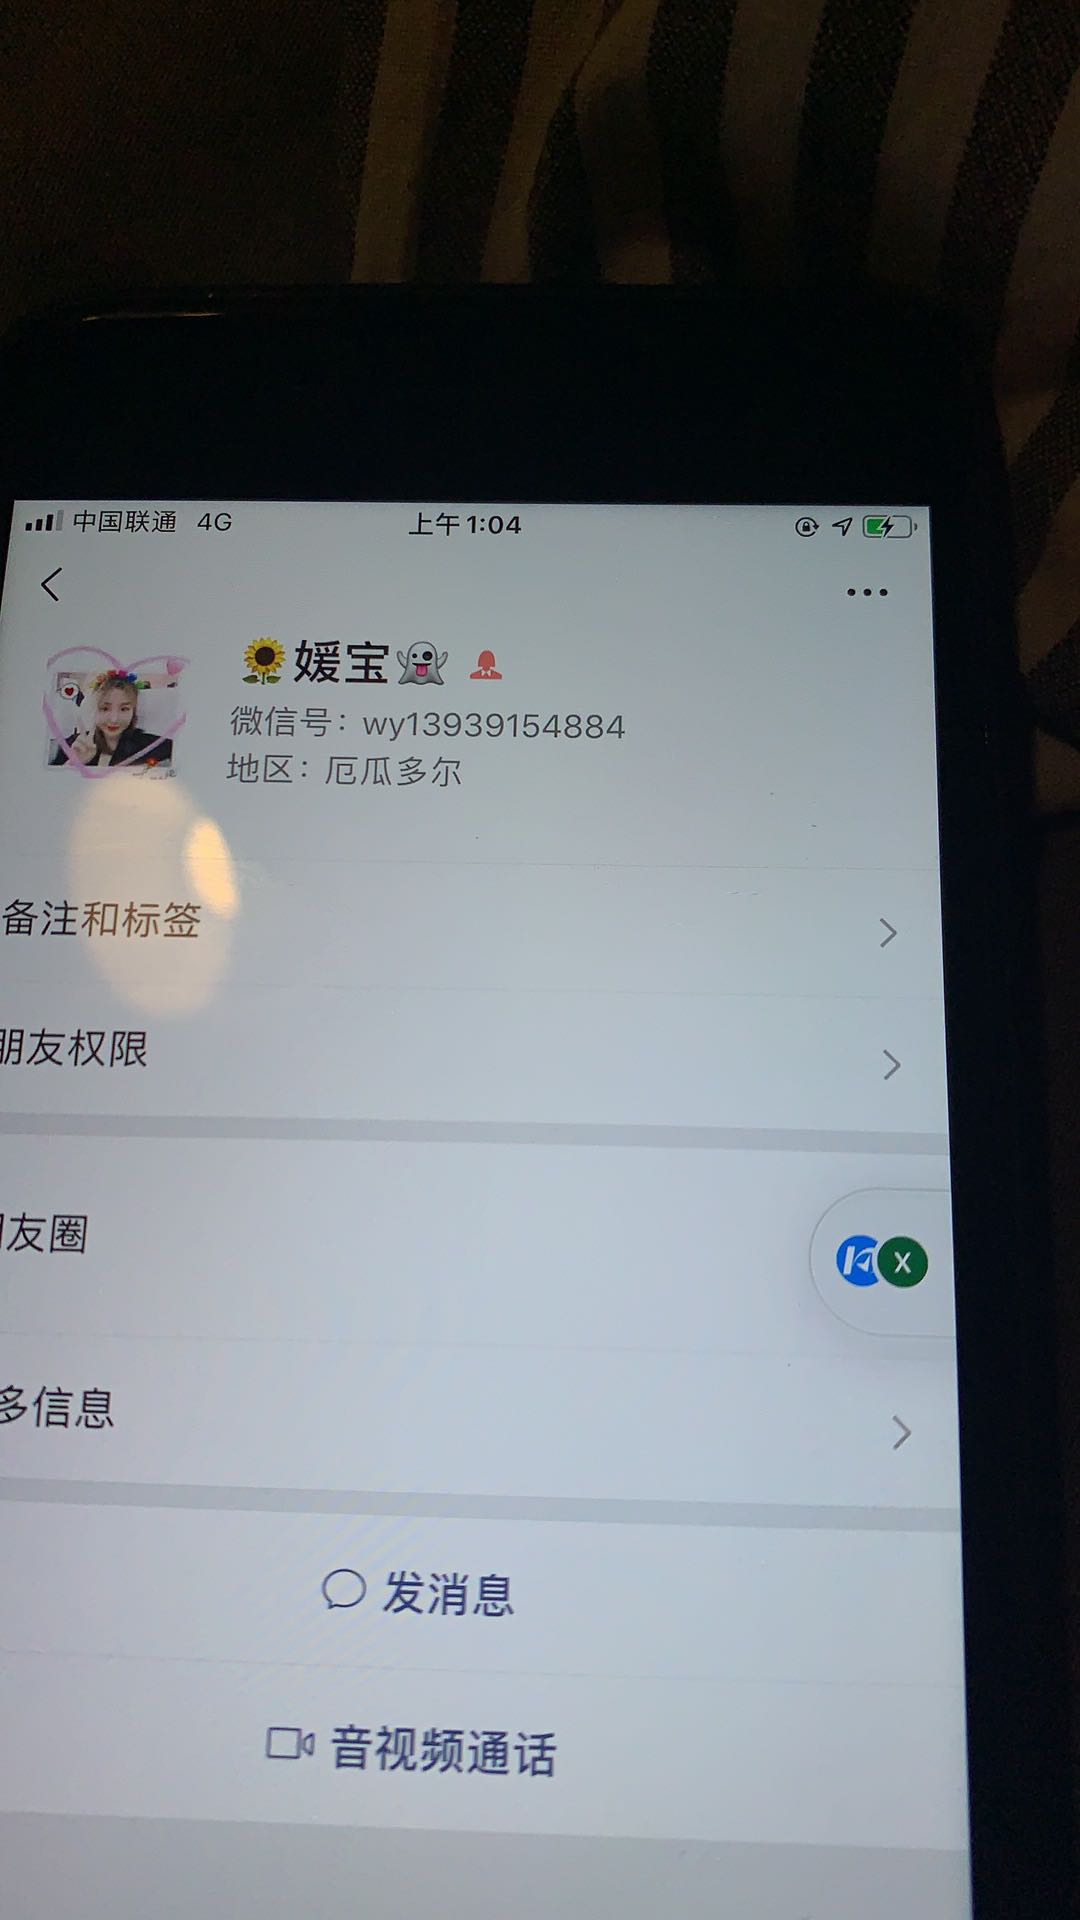 中国联通 4G 上午1:04
🌻媛宝👻
微信号：wy13939154884
地区：厄瓜多尔
备注和标签
朋友权限
友圈
多信息
X
发消息
音视频通话